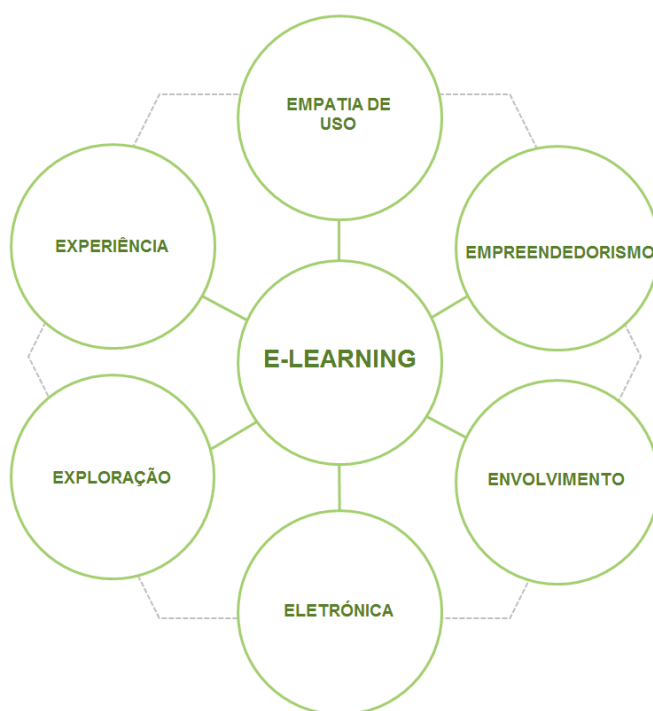 EMPATIA DE
USO
EXPERIÊNCIA
EMPREENDEDORISMO
E-LEARNING
EXPLORAÇÃO
ENVOLVIMENTO
ELETRÓNICA